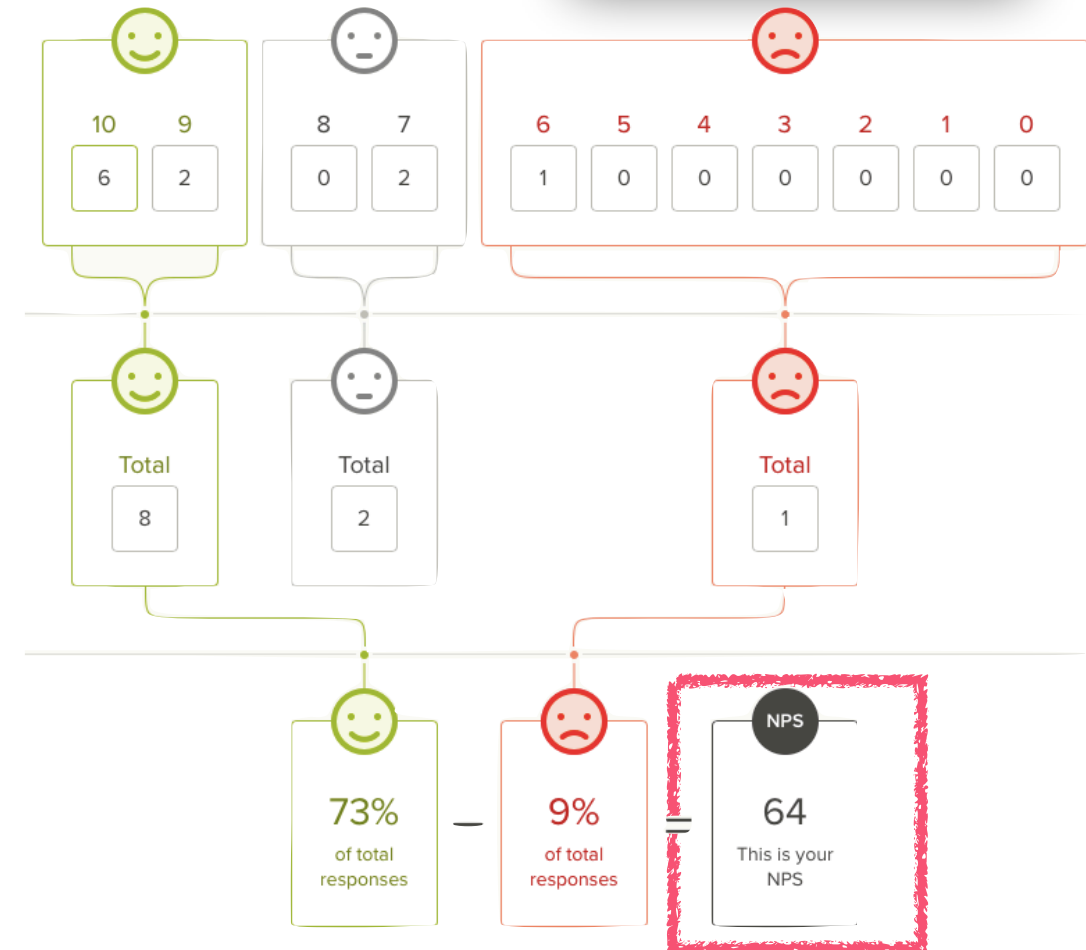 10 9 8 7 6 5 4 3 2 1 0
6 2 0 2 1 0 0 0 0 0 0
Total Total Total
8 2 1
NPS
73% – 9% = 64
of total responses
of total responses
This is your NPS